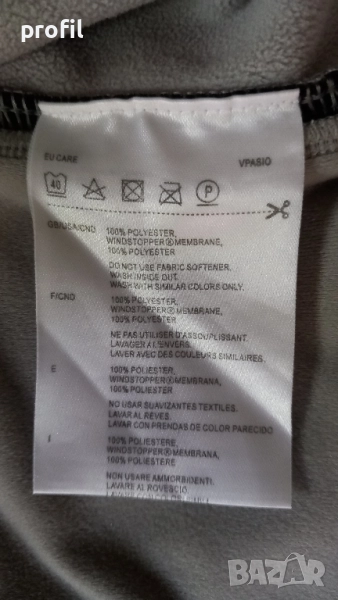 profil
EU CARE
VPASIO
40
P
GB/USA/CND 100% POLYESTER,
WINDSTOPPER® MEMBRANE,
100% POLYESTER
DO NOT USE FABRIC SOFTENER.
WASH INSIDE OUT.
WASH WITH SIMILAR COLORS ONLY.
F/CND 100% POLYESTER,
WINDSTOPPER® MEMBRANE,
100% POLYESTER
NE PAS UTILISER D'ASSOUPLISSANT.
LAVAGE A L'ENVERS.
LAVER AVEC DES COULEURS SIMILAIRES.
E 100% POLIESTER,
WINDSTOPPER® MEMBRANA,
100% POLIESTER
NO USAR SUAVIZANTES TEXTILES.
LAVAR AL REVES.
LAVAR CON PRENDAS DE COLOR PARECIDO
I 100% POLIESTERE,
WINDSTOPPER® MEMBRANA,
100% POLIESTERE
NON USARE AMMORBIDENTI.
LAVARE AL ROVESCIO
BAZAR